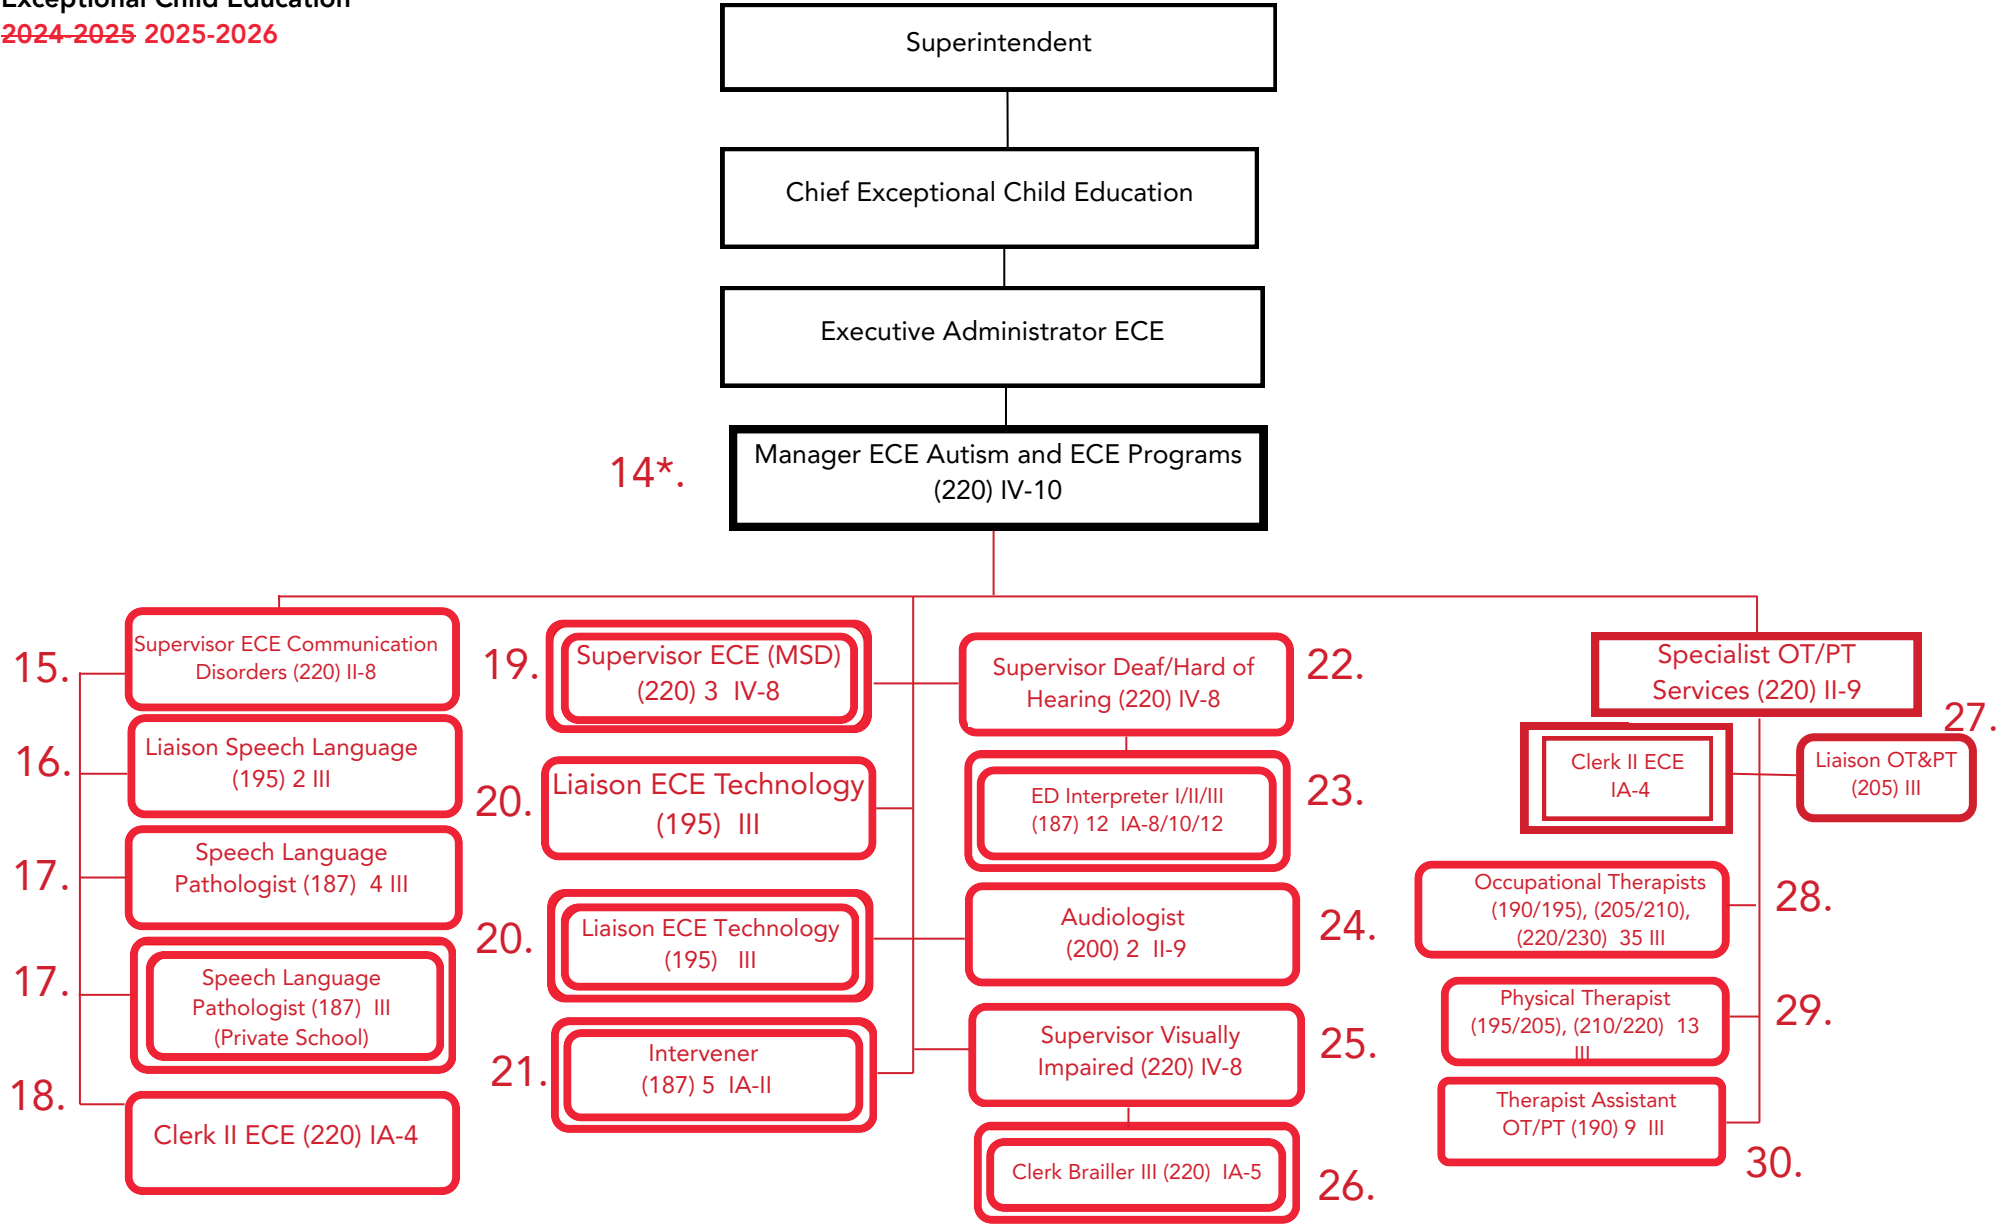 Exceptional Child Education
2024-2025 2025-2026
Superintendent
Chief Exceptional Child Education
Executive Administrator ECE
14*.
Manager ECE Autism and ECE Programs
(220) IV-10
15.
Supervisor ECE Communication
Disorders (220) II-8
16.
Liaison Speech Language
(195) 2 III
17.
Speech Language
Pathologist (187) 4 III
17.
Speech Language
Pathologist (187) III
(Private School)
18.
Clerk II ECE (220) IA-4
19.
Supervisor ECE (MSD)
(220) 3 IV-8
20.
Liaison ECE Technology
(195) III
20.
Liaison ECE Technology
(195) III
21.
Intervener
(187) 5 IA-II
Supervisor Deaf/Hard of
Hearing (220) IV-8
22.
ED Interpreter I/II/III
(187) 12 IA-8/10/12
23.
Audiologist
(200) 2 II-9
24.
Supervisor Visually
Impaired (220) IV-8
25.
Clerk Brailler III (220) IA-5
26.
Specialist OT/PT
Services (220) II-9
27.
Clerk II ECE
IA-4
Liaison OT&PT
(205) III
Occupational Therapists
(190/195), (205/210),
(220/230) 35 III
28.
Physical Therapist
(195/205), (210/220) 13
III
29.
Therapist Assistant
OT/PT (190) 9 III
30.